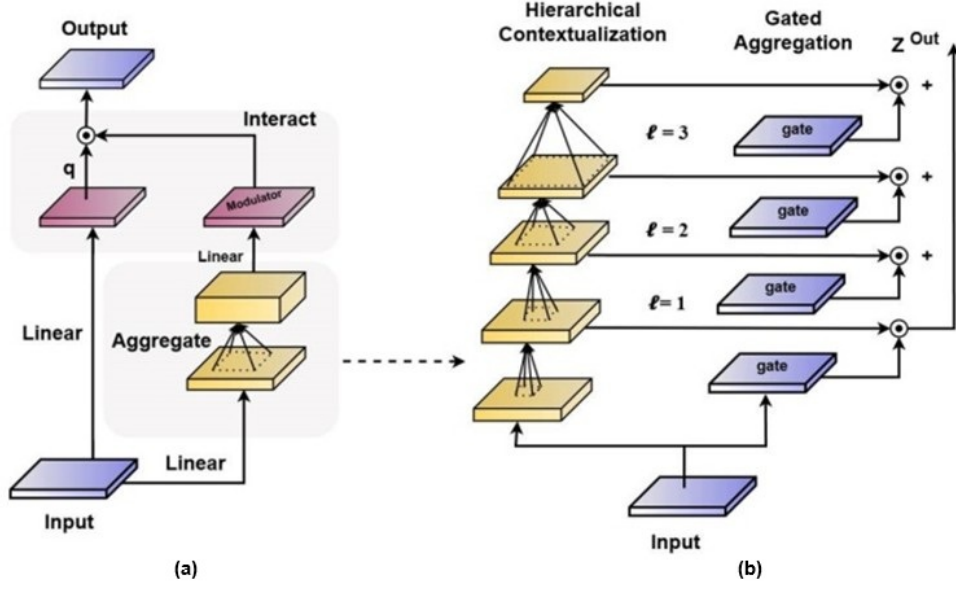 Output
Interact
q
Modulator
Linear
Linear
Aggregate
Linear
Input
(a)
Hierarchical
Contextualization
Gated
Aggregation
Z Out
+
ℓ = 3
gate
+
gate
ℓ = 2
+
gate
ℓ= 1
gate
Input
(b)